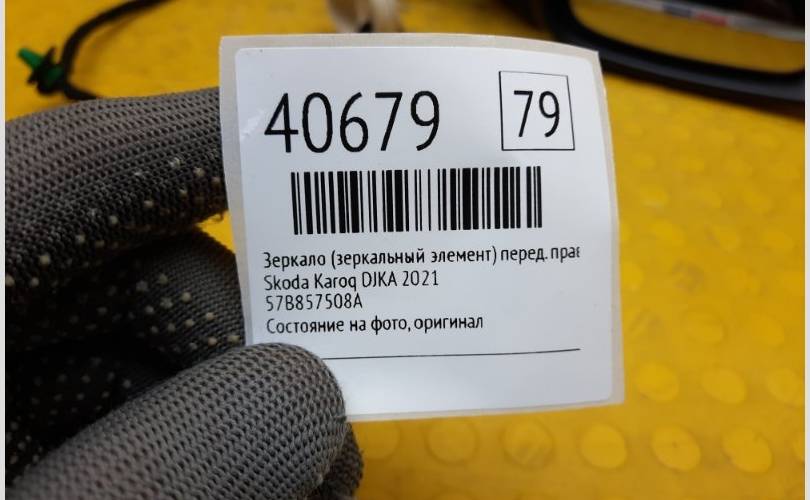 40679
79
Зеркало (зеркальный элемент) перед. прав
Skoda Karoq DJKA 2021
57B857508A
Состояние на фото, оригинал